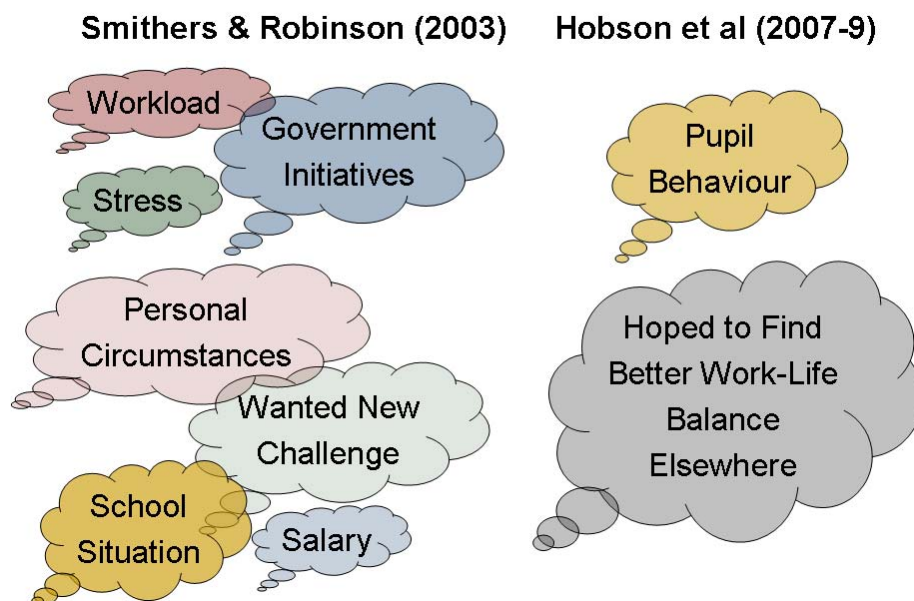 Smithers & Robinson (2003)
Workload
Government
Initiatives
Stress
Personal
Circumstances
Wanted New
Challenge
School
Situation
Salary
Hobson et al (2007-9)
Pupil
Behaviour
Hoped to Find
Better Work-Life
Balance
Elsewhere